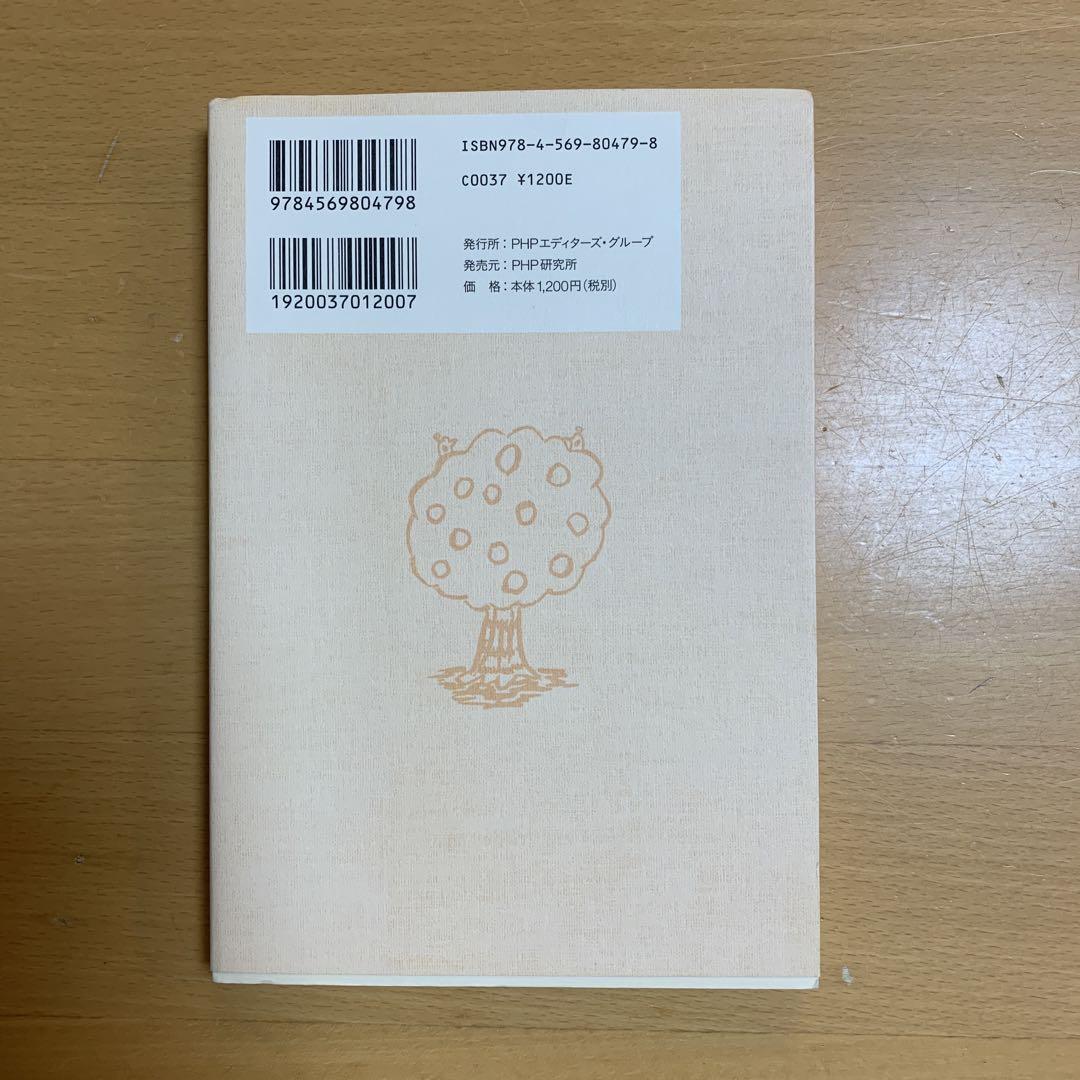 ISBN978-4-569-80479-8
C0037 ¥1200E
9784569804798
1920037012007
発行所：PHPエディターズ・グループ
発売元：PHP研究所
価　格：本体1,200円（税別）